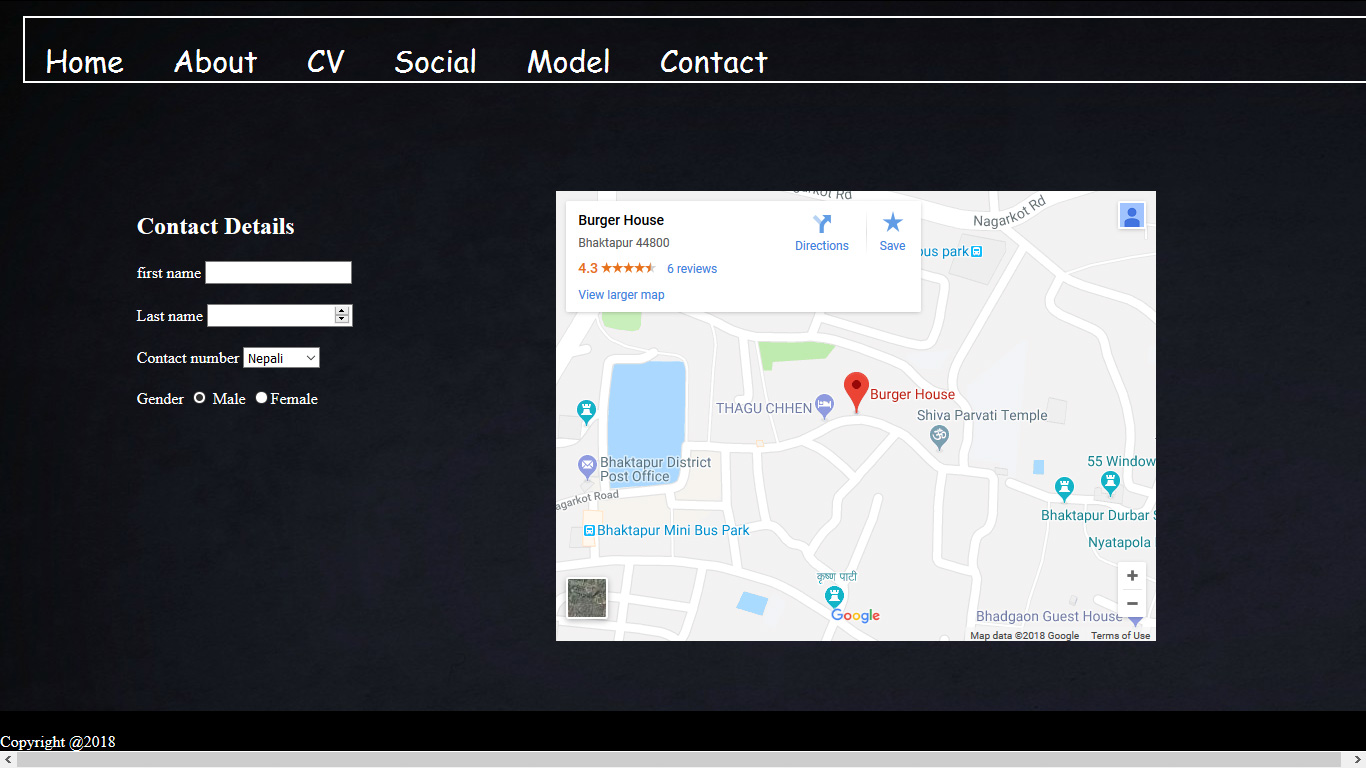 Home About CV Social Model Contact
Contact Details
first name
Last name
Contact number Nepali
Gender Male Female
Burger House
Bhaktapur 44800
4.3 6 reviews
View larger map
Directions Save
Nagarkot Rd
park
THAGU CHHEN
Burger House
Shiva Parvati Temple
Bhaktapur District
Post Office
55 Window
Bhaktapur Durbar
agarkot Road
Bhaktapur Mini Bus Park
Nyatapola
कृष्ण पाटी
Google
Bhadgaon Guest House
Map data ©2018 Google Terms of Use
Copyright @2018